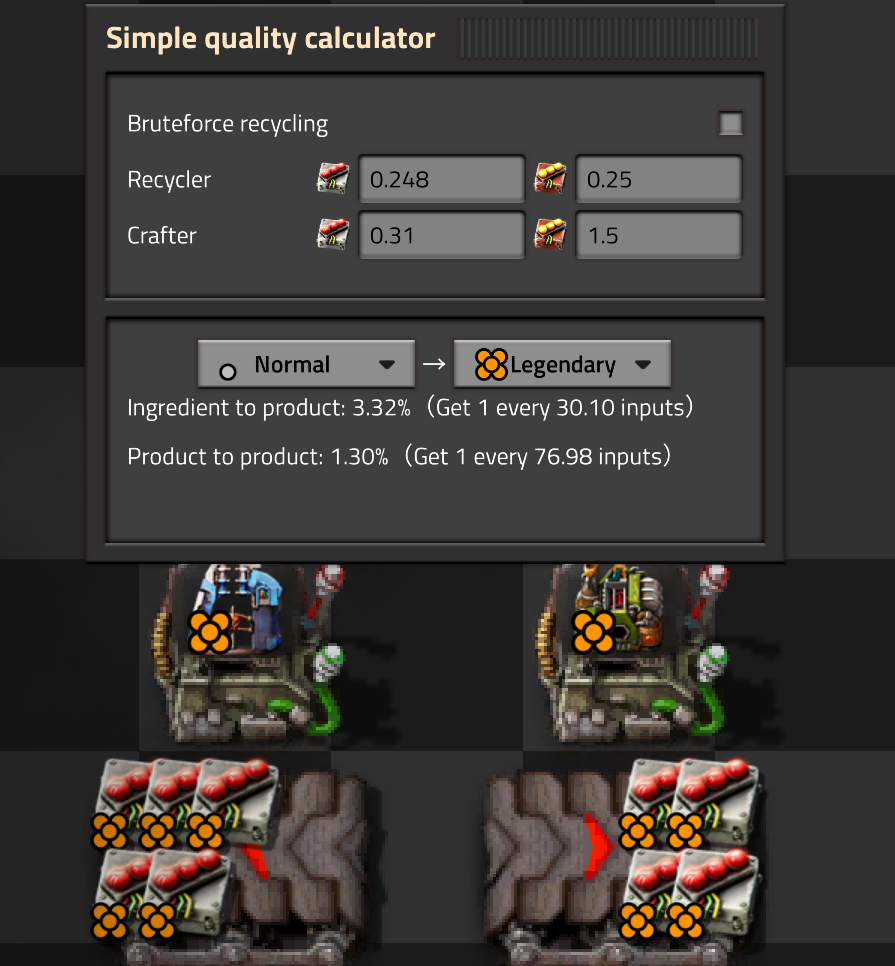 Simple quality calculator
Bruteforce recycling
Recycler 0.248 0.25
Crafter 0.31 1.5
Normal → Legendary
Ingredient to product: 3.32%（Get 1 every 30.10 inputs）
Product to product: 1.30%（Get 1 every 76.98 inputs）